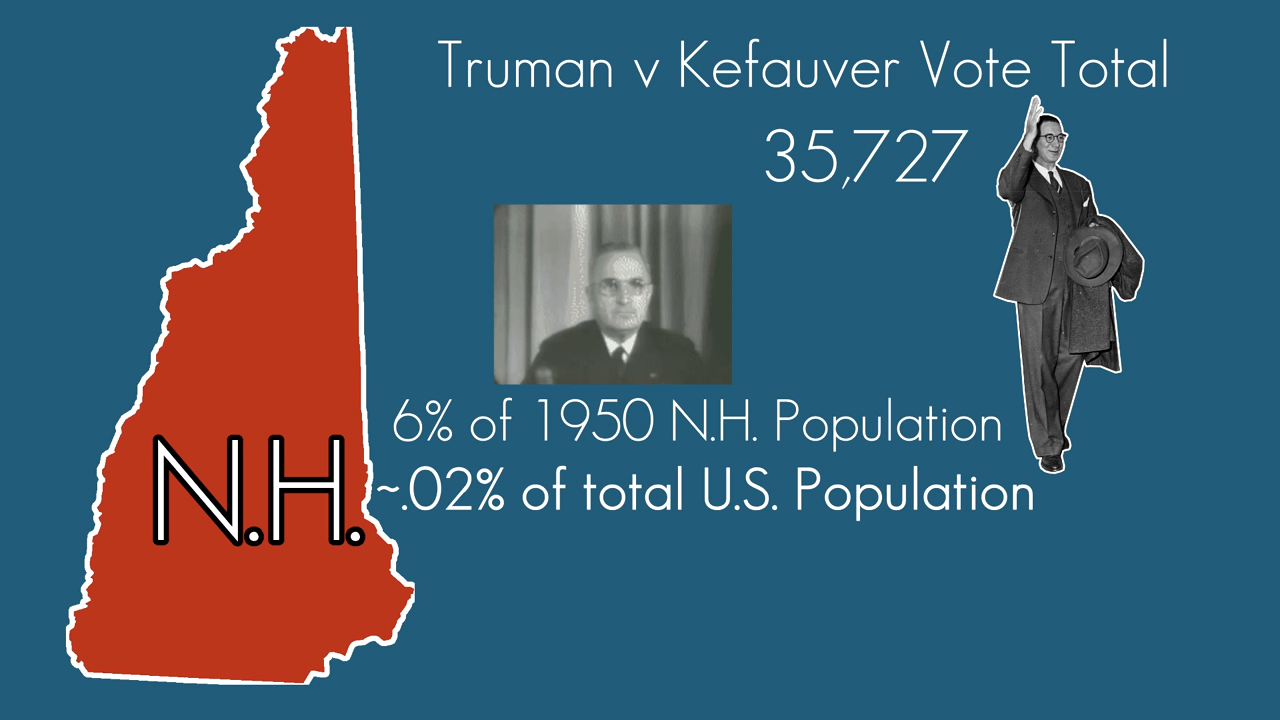 Truman v Kefauver Vote Total
35,727
6% of 1950 N.H. Population
~.02% of total U.S. Population
N.H.